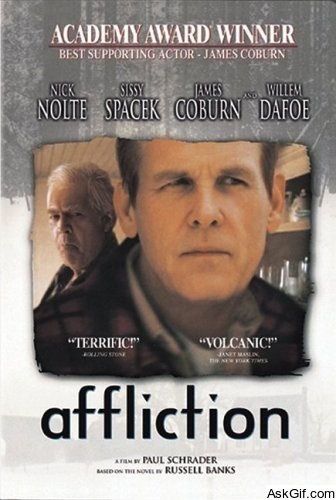 ACADEMY AWARD WINNER
BEST SUPPORTING ACTOR - JAMES COBURN
NICK NOLTE SISSY SPACEK JAMES COBURN AND WILLEM DAFOE
"TERRIFIC!"
-ROLLING STONE
"VOLCANIC!"
-JANET MASLIN,
THE NEW YORK TIMES
affliction
A FILM BY PAUL SCHRADER
BASED ON THE NOVEL BY RUSSELL BANKS
AskGif.com